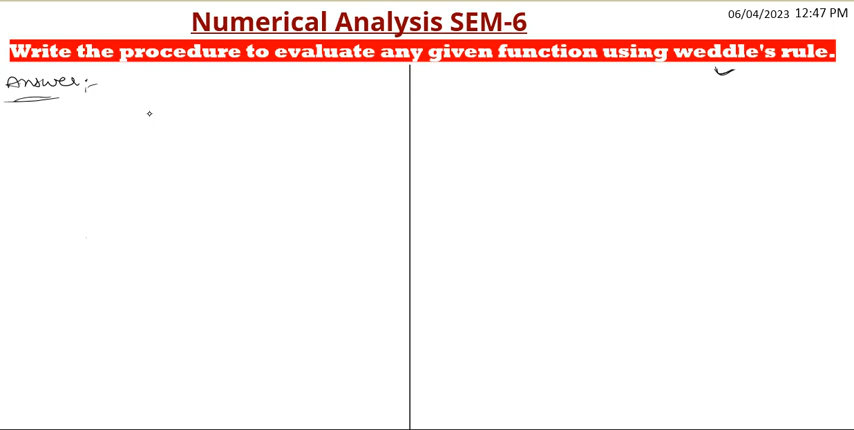 Numerical Analysis SEM-6
06/04/2023 12:47 PM
Write the procedure to evaluate any given function using weddle's rule.
Answer:-